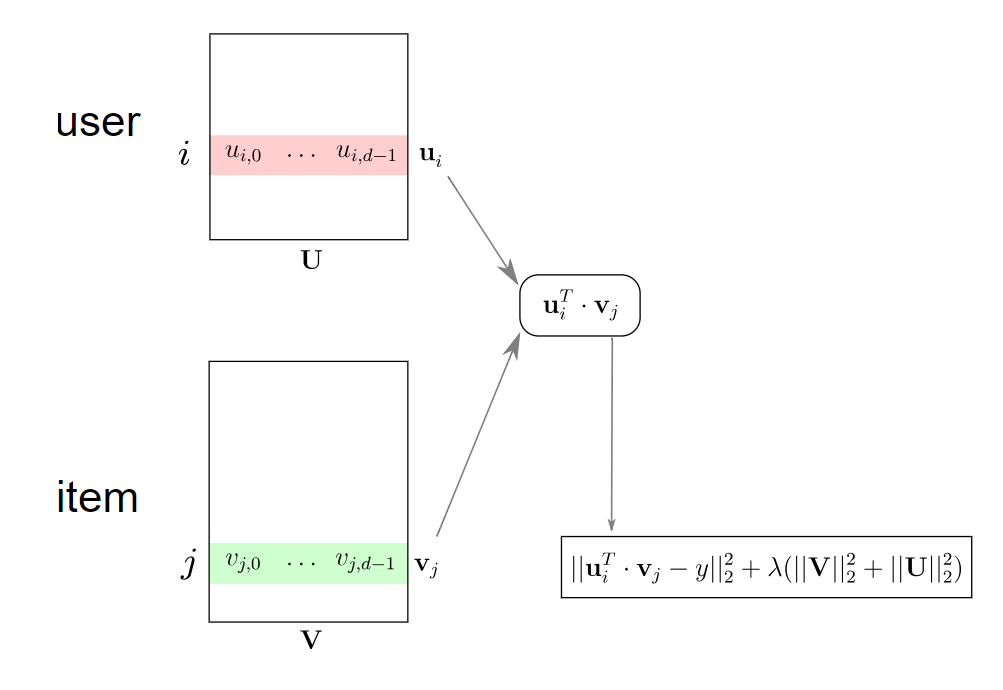 user
i u_{i,0} ⋯ u_{i,d−1} 𝐮_i
𝐔
𝐮_i^T · 𝐯_j
item
j v_{j,0} ⋯ v_{j,d−1} 𝐯_j
||𝐮_i^T · 𝐯_j − y||_2^2 + λ(||𝐕||_2^2 + ||𝐔||_2^2)
𝐕